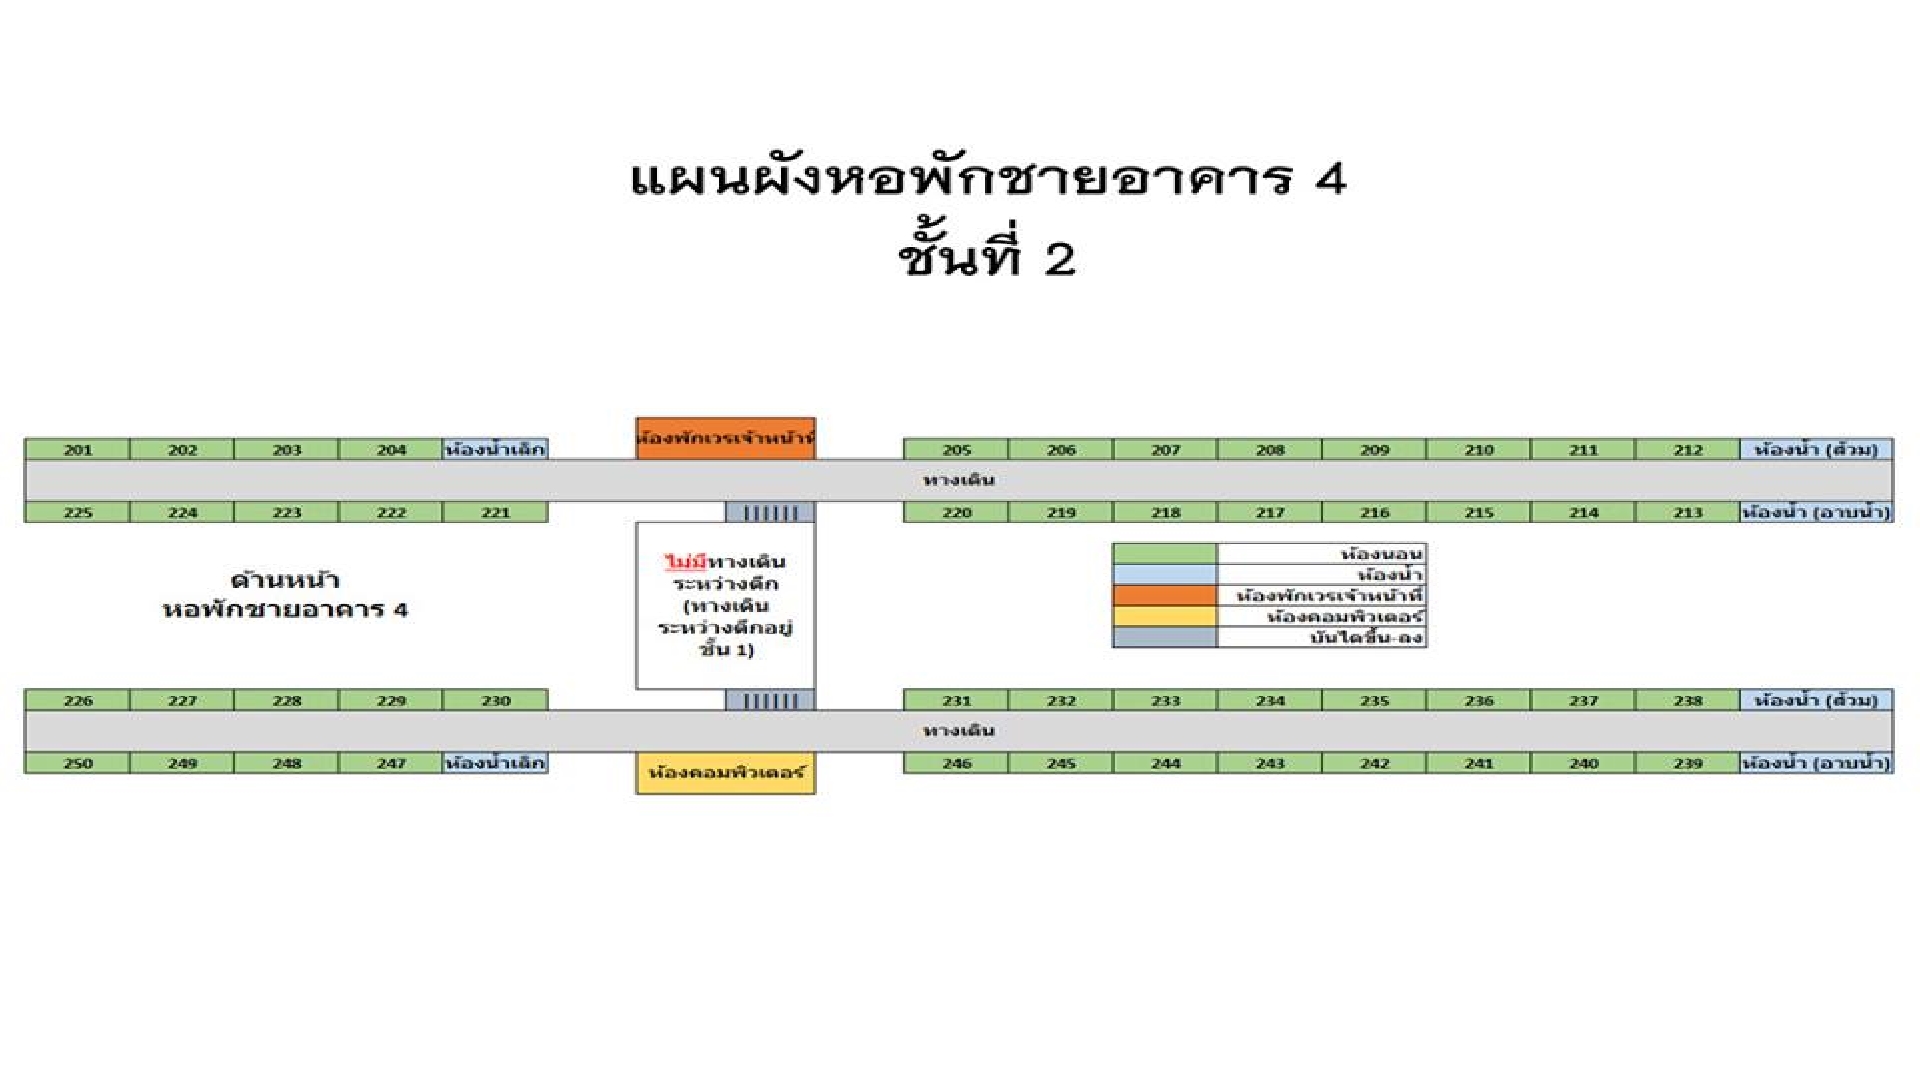 แผนผังหอพักชายอาคาร 4
ชั้นที่ 2
ห้องพักเวรเจ้าหน้าที่
201 202 203 204 ห้องน้ำเล็ก 205 206 207 208 209 210 211 212 ห้องน้ำ (ส้วม)
ทางเดิน
225 224 223 222 221 220 219 218 217 216 215 214 213 ห้องน้ำ (อาบน้ำ)
ไม่มีทางเดิน
ระหว่างตึก
(ทางเดิน
ระหว่างตึกอยู่
ชั้น 1)
ด้านหน้า
หอพักชายอาคาร 4
ห้องนอน
ห้องน้ำ
ห้องพักเวรเจ้าหน้าที่
ห้องคอมพิวเตอร์
บันไดขึ้น-ลง
226 227 228 229 230 231 232 233 234 235 236 237 238 ห้องน้ำ (ส้วม)
ทางเดิน
250 249 248 247 ห้องน้ำเล็ก 246 245 244 243 242 241 240 239 ห้องน้ำ (อาบน้ำ)
ห้องคอมพิวเตอร์